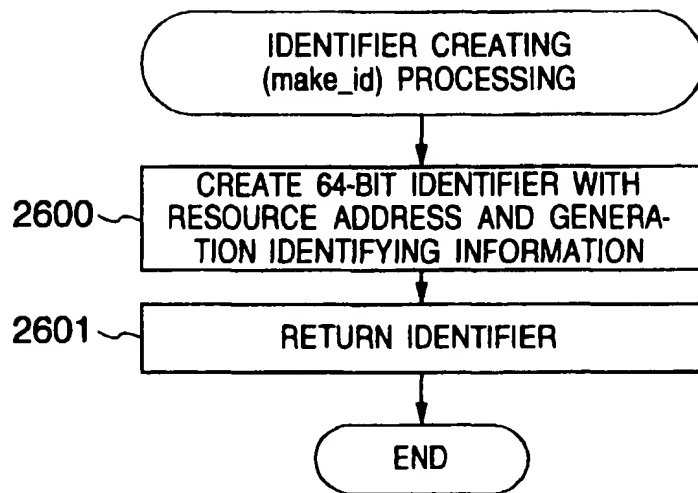 IDENTIFIER CREATING
(make_id) PROCESSING
2600
CREATE 64-BIT IDENTIFIER WITH
RESOURCE ADDRESS AND GENERA-
TION IDENTIFYING INFORMATION
2601
RETURN IDENTIFIER
END